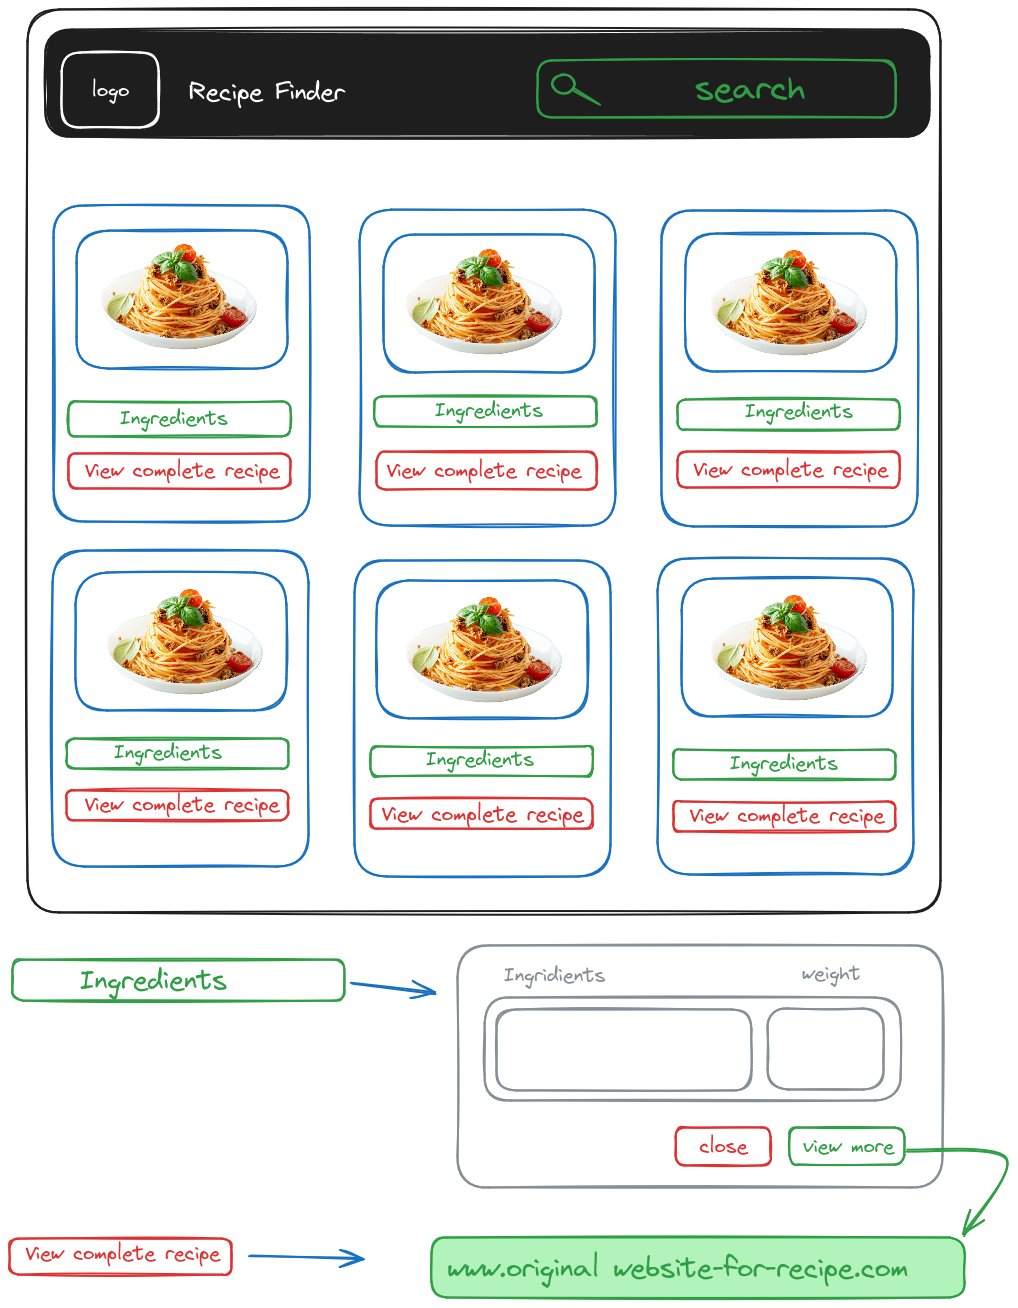 logo
Recipe Finder
search
Ingredients
Ingredients
Ingredients
View complete recipe
View complete recipe
View complete recipe
Ingredients
Ingredients
Ingredients
View complete recipe
View complete recipe
View complete recipe
Ingredients
Ingridients
weight
close
view more
View complete recipe
www.original website-for-recipe.com